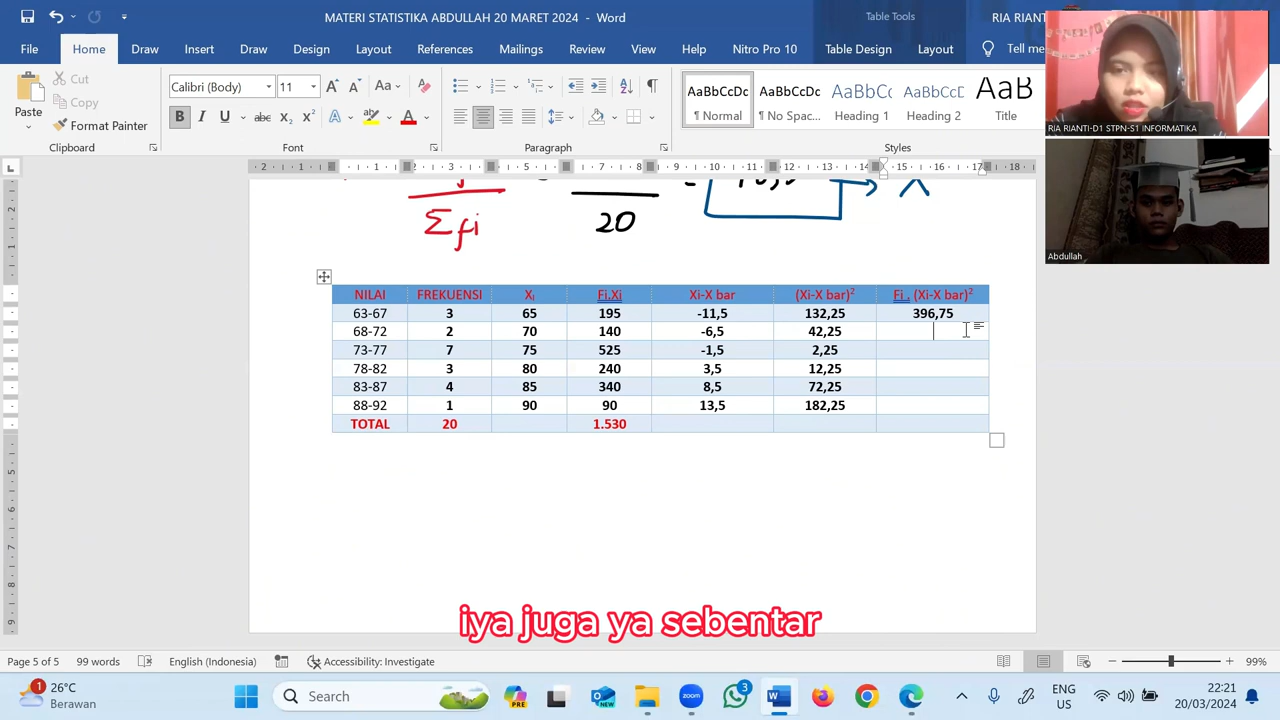 MATERI STATISTIKA ABDULLAH 20 MARET 2024 - Word
Table Tools
RIA RIANTI
File Home Draw Insert Draw Design Layout References Mailings Review View Help Nitro Pro 10 Table Design Layout Tell me
Paste
Cut
Copy
Format Painter
Clipboard
Calibri (Body) 11
Font
Paragraph
AaBbCcDc AaBbCcDc AaBbCcD AaBbCcD AaB
¶ Normal ¶ No Spac... Heading 1 Heading 2 Title
Styles
RIA RIANTI-D1 STPN-S1 INFORMATIKA
Abdullah
Σfi
20
X
NILAI FREKUENSI Xi Fi.Xi Xi-X bar (Xi-X bar)² Fi . (Xi-X bar)²
63-67 3 65 195 -11,5 132,25 396,75
68-72 2 70 140 -6,5 42,25
73-77 7 75 525 -1,5 2,25
78-82 3 80 240 3,5 12,25
83-87 4 85 340 8,5 72,25
88-92 1 90 90 13,5 182,25
TOTAL 20 1.530
iya juga ya sebentar
Page 5 of 5 99 words English (Indonesia) Accessibility: Investigate 99%
26°C
Berawan
Search
ENG
US
22:21
20/03/2024